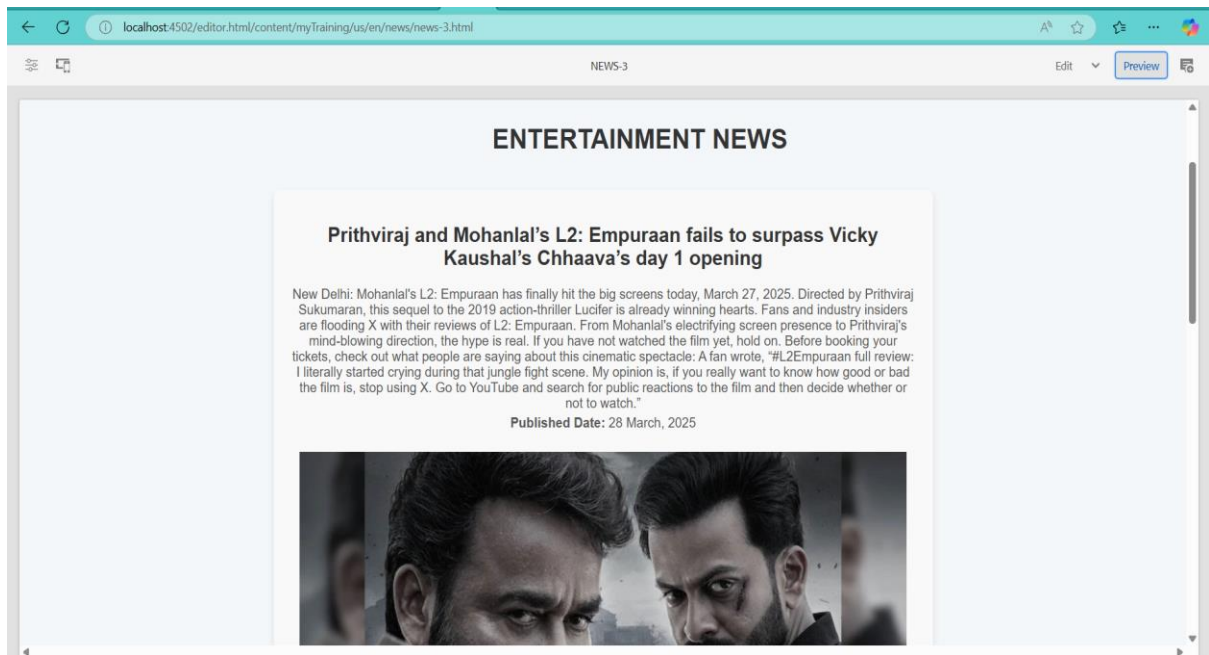 localhost:4502/editor.html/content/myTraining/us/en/news/news-3.html
NEWS-3
Edit
Preview
ENTERTAINMENT NEWS
Prithviraj and Mohanlal’s L2: Empuraan fails to surpass Vicky
Kaushal’s Chhaava’s day 1 opening
New Delhi: Mohanlal's L2: Empuraan has finally hit the big screens today, March 27, 2025. Directed by Prithviraj
Sukumaran, this sequel to the 2019 action-thriller Lucifer is already winning hearts. Fans and industry insiders
are flooding X with their reviews of L2: Empuraan. From Mohanlal's electrifying screen presence to Prithviraj's
mind-blowing direction, the hype is real. If you have not watched the film yet, hold on. Before booking your
tickets, check out what people are saying about this cinematic spectacle: A fan wrote, “#L2Empuraan full review:
I literally started crying during that jungle fight scene. My opinion is, if you really want to know how good or bad
the film is, stop using X. Go to YouTube and search for public reactions to the film and then decide whether or
not to watch.”
Published Date: 28 March, 2025